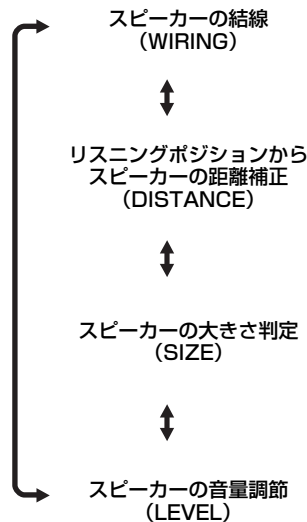 スピーカーの結線
(WIRING)
リスニングポジションから
スピーカーの距離補正
(DISTANCE)
スピーカーの大きさ判定
(SIZE)
スピーカーの音量調節
(LEVEL)